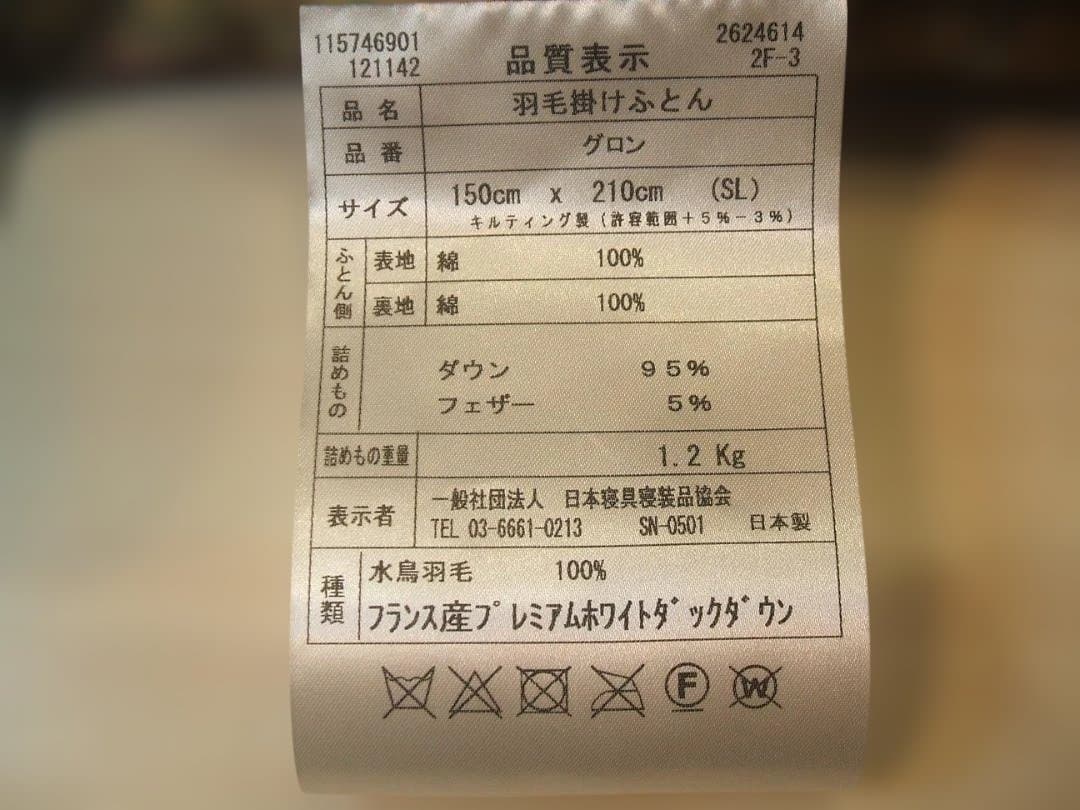 115746901
121142
品質表示
2624614
2F-3
品名 羽毛掛けふとん
品番 グロン
サイズ 150cm x 210cm (SL)
キルティング製(許容範囲+5%-3%)
ふとん側 表地 綿 100%
裏地 綿 100%
詰めもの ダウン 95%
フェザー 5%
詰めもの重量 1.2 Kg
表示者 一般社団法人 日本寝具寝装品協会
TEL 03-6661-0213 SN-0501 日本製
種類 水鳥羽毛 100%
フランス産プレミアムホワイトダックダウン
F W